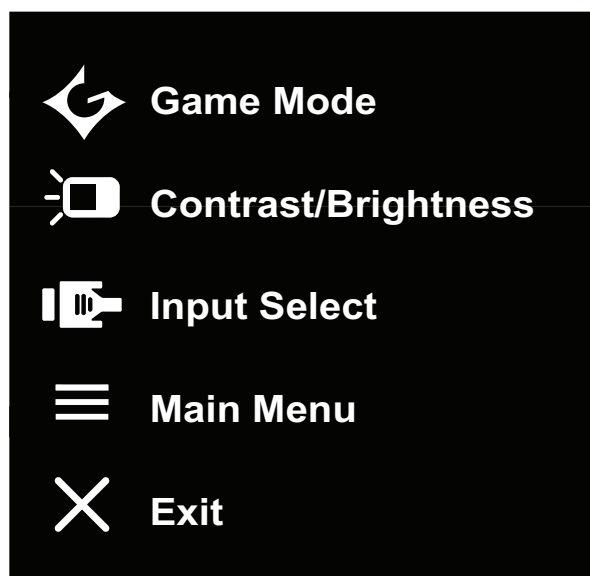 Game Mode
Contrast/Brightness
Input Select
Main Menu
Exit